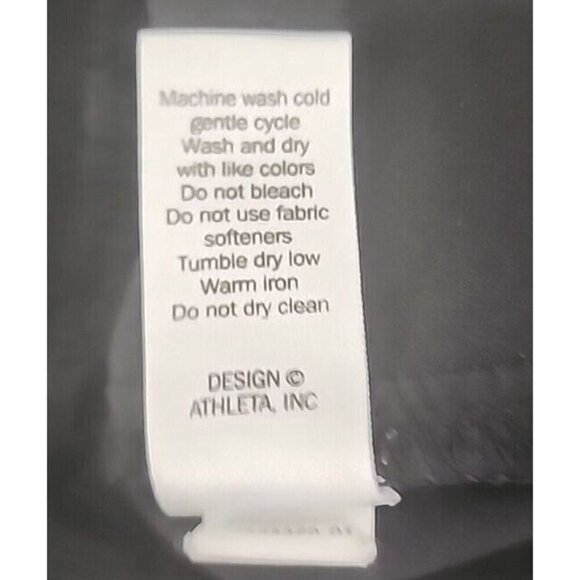 Machine wash cold
gentle cycle
Wash and dry
with like colors
Do not bleach
Do not use fabric
softeners
Tumble dry low
Warm iron
Do not dry clean
DESIGN ©
ATHLETA, INC